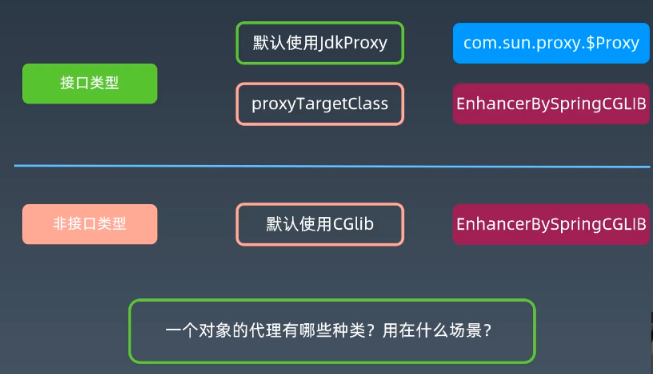 默认使用JdkProxy
com.sun.proxy.$Proxy
接口类型
proxyTargetClass
EnhancerBySpringCGLIB
非接口类型
默认使用CGlib
EnhancerBySpringCGLIB
一个对象的代理有哪些种类？用在什么场景？